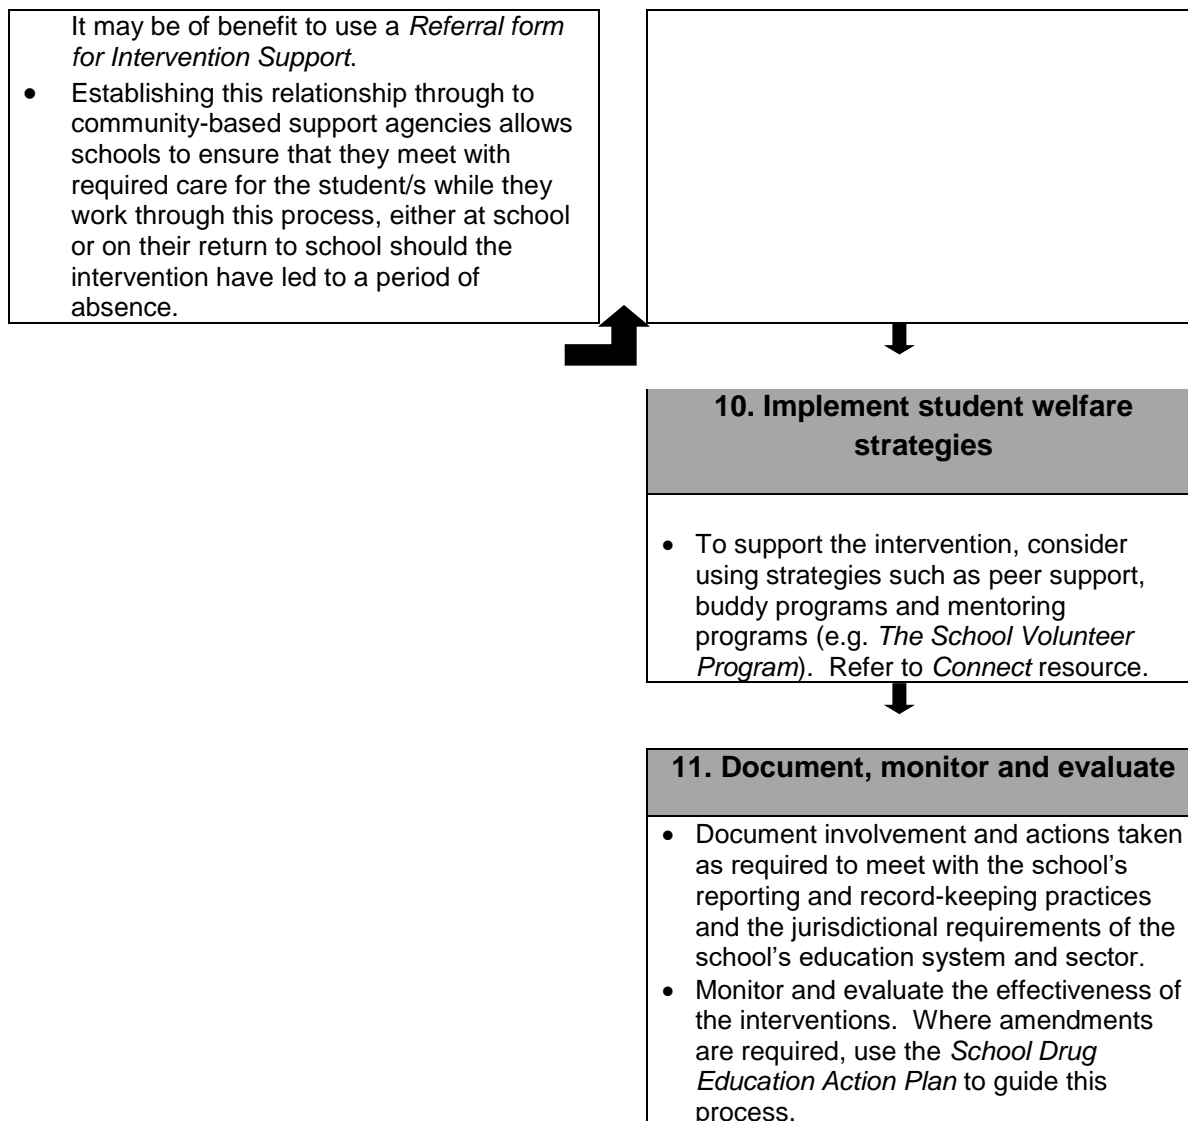 It may be of benefit to use a Referral form
for Intervention Support.
• Establishing this relationship through to
community-based support agencies allows
schools to ensure that they meet with
required care for the student/s while they
work through this process, either at school
or on their return to school should the
intervention have led to a period of
absence.
10. Implement student welfare
strategies
• To support the intervention, consider
using strategies such as peer support,
buddy programs and mentoring
programs (e.g. The School Volunteer
Program).  Refer to Connect resource.
11. Document, monitor and evaluate
• Document involvement and actions taken
as required to meet with the school’s
reporting and record-keeping practices
and the jurisdictional requirements of the
school’s education system and sector.
• Monitor and evaluate the effectiveness of
the interventions.  Where amendments
are required, use the School Drug
Education Action Plan to guide this
process.